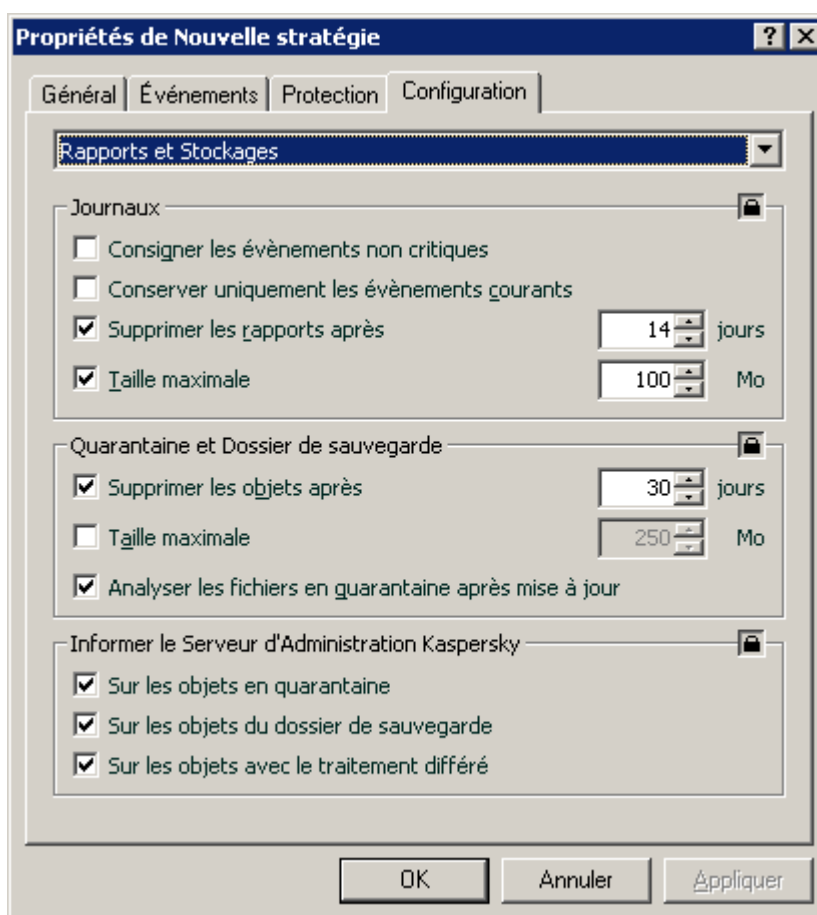 Propriétés de Nouvelle stratégie
Général Événements Protection Configuration
Rapports et Stockages
Journaux
Consigner les évènements non critiques
Conserver uniquement les évènements courants
Supprimer les rapports après 14 jours
Taille maximale 100 Mo
Quarantaine et Dossier de sauvegarde
Supprimer les objets après 30 jours
Taille maximale 250 Mo
Analyser les fichiers en quarantaine après mise à jour
Informer le Serveur d'Administration Kaspersky
Sur les objets en quarantaine
Sur les objets du dossier de sauvegarde
Sur les objets avec le traitement différé
OK Annuler Appliquer